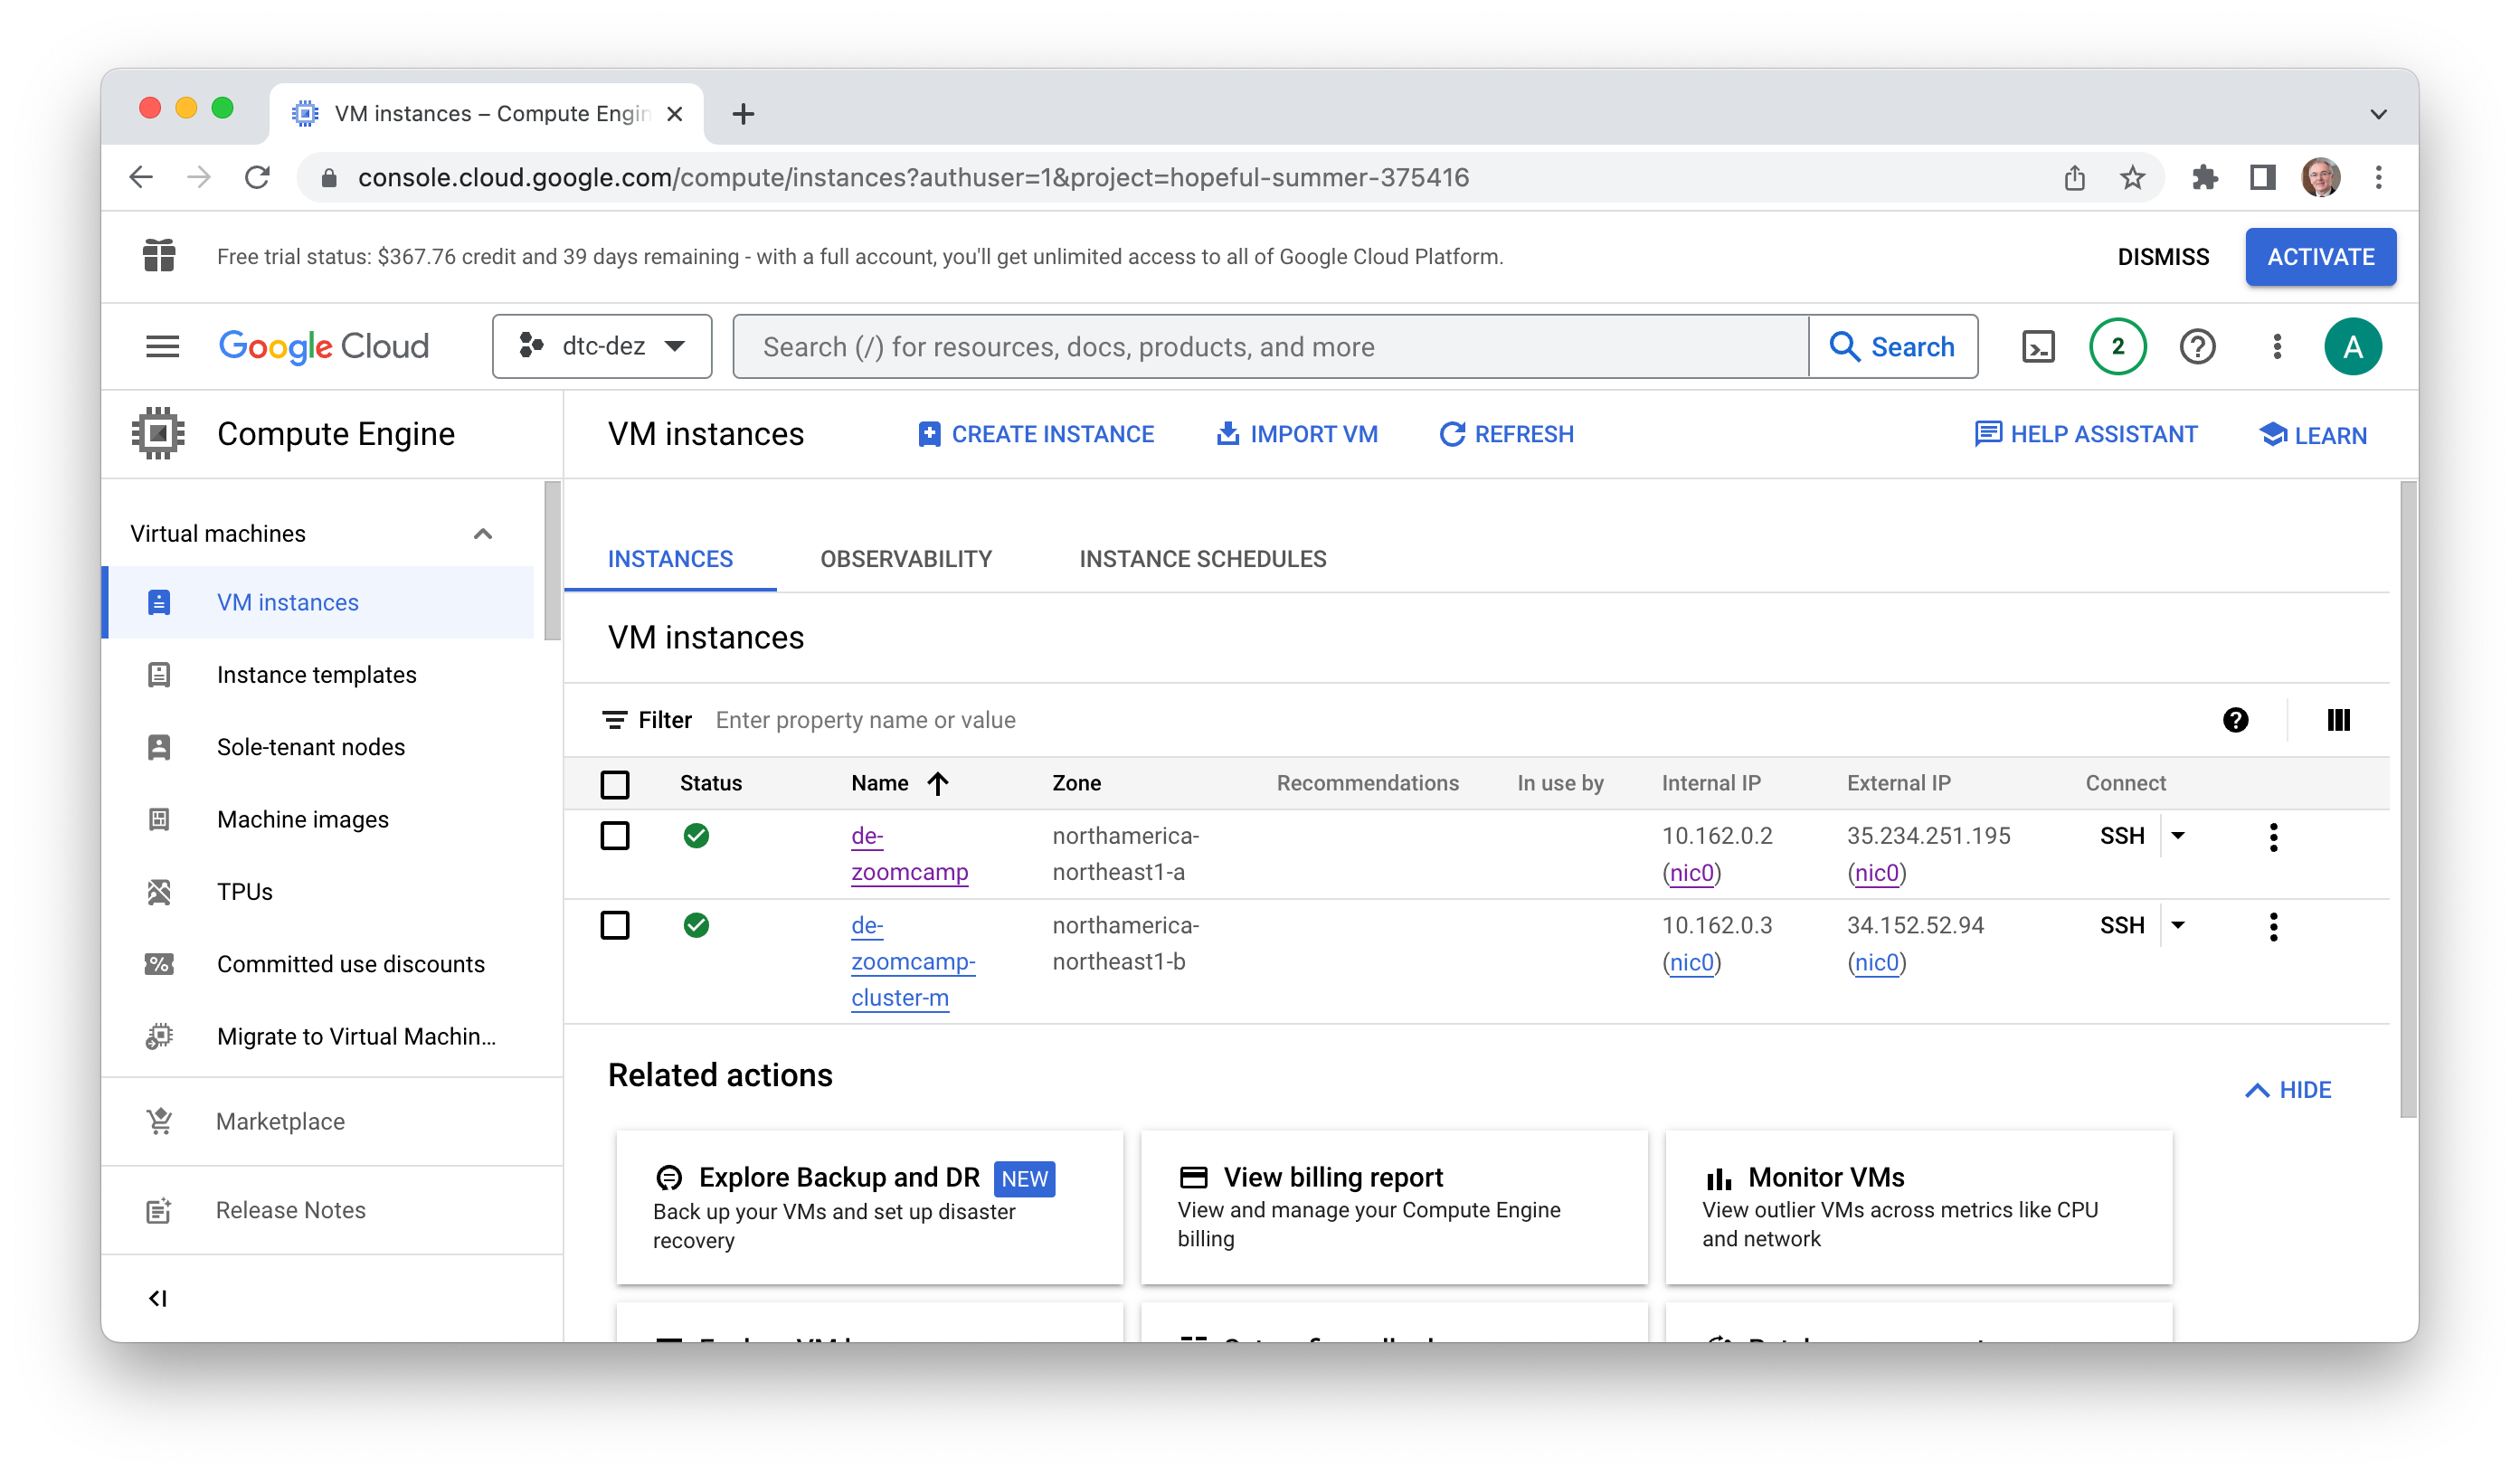 VM instances – Compute Engin
console.cloud.google.com/compute/instances?authuser=1&project=hopeful-summer-375416
Free trial status: $367.76 credit and 39 days remaining - with a full account, you'll get unlimited access to all of Google Cloud Platform.
DISMISS
ACTIVATE
Google Cloud
dtc-dez
Search (/) for resources, docs, products, and more
Search
2
A
Compute Engine
VM instances
CREATE INSTANCE
IMPORT VM
REFRESH
HELP ASSISTANT
LEARN
Virtual machines
VM instances
Instance templates
Sole-tenant nodes
Machine images
TPUs
Committed use discounts
Migrate to Virtual Machin...
Marketplace
Release Notes
INSTANCES
OBSERVABILITY
INSTANCE SCHEDULES
VM instances
Filter
Enter property name or value
Status
Name
Zone
Recommendations
In use by
Internal IP
External IP
Connect
de-
zoomcamp
northamerica-
northeast1-a
10.162.0.2
(nic0)
35.234.251.195
(nic0)
SSH
de-
zoomcamp-
cluster-m
northamerica-
northeast1-b
10.162.0.3
(nic0)
34.152.52.94
(nic0)
SSH
Related actions
HIDE
Explore Backup and DR NEW
Back up your VMs and set up disaster
recovery
View billing report
View and manage your Compute Engine
billing
Monitor VMs
View outlier VMs across metrics like CPU
and network